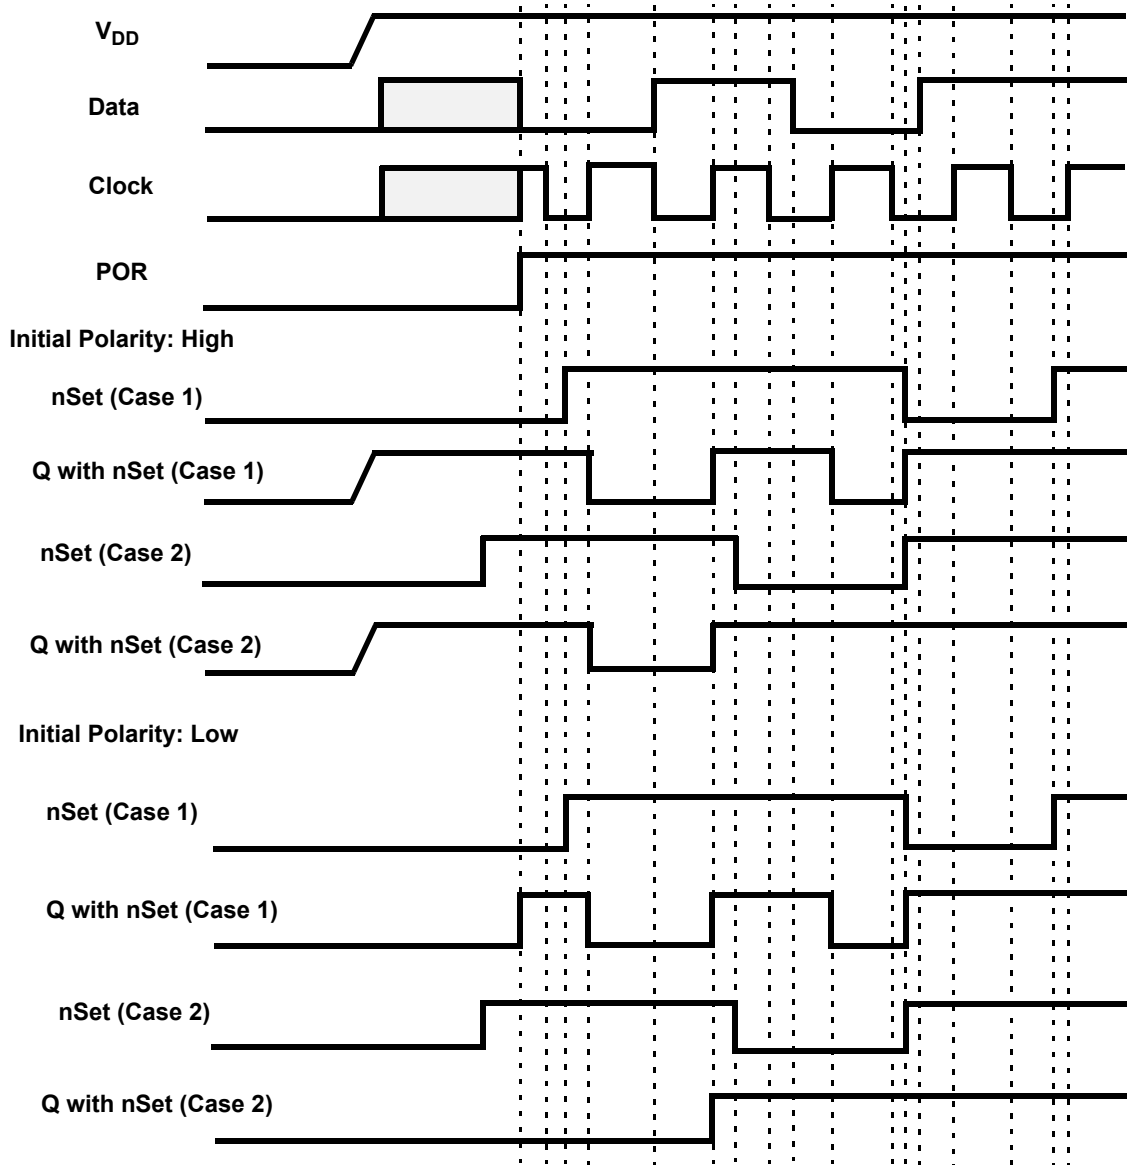 VDD
Data
Clock
POR
Initial Polarity: High
nSet (Case 1)
Q with nSet (Case 1)
nSet (Case 2)
Q with nSet (Case 2)
Initial Polarity: Low
nSet (Case 1)
Q with nSet (Case 1)
nSet (Case 2)
Q with nSet (Case 2)